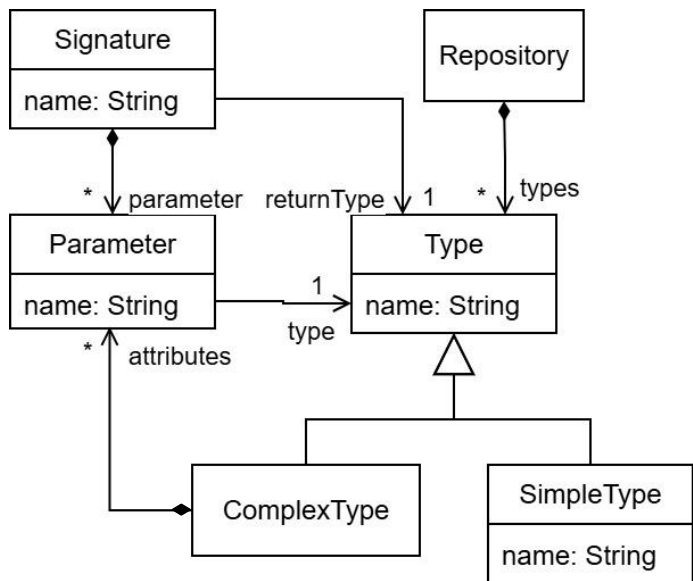 Signature
name: String
Repository
* parameter
returnType 1
* types
Parameter
name: String
Type
name: String
1
type
* attributes
ComplexType
SimpleType
name: String